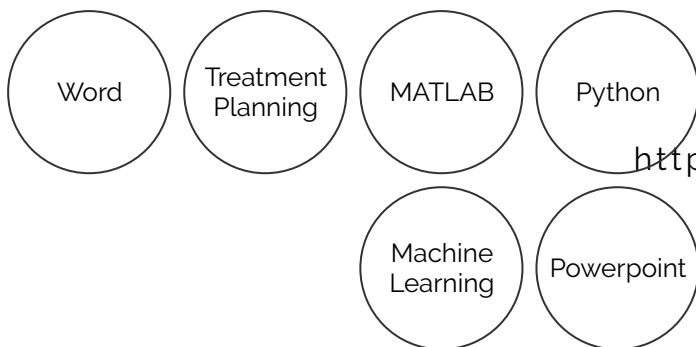 Word
Treatment
Planning
MATLAB
Python
http
Machine
Learning
Powerpoint